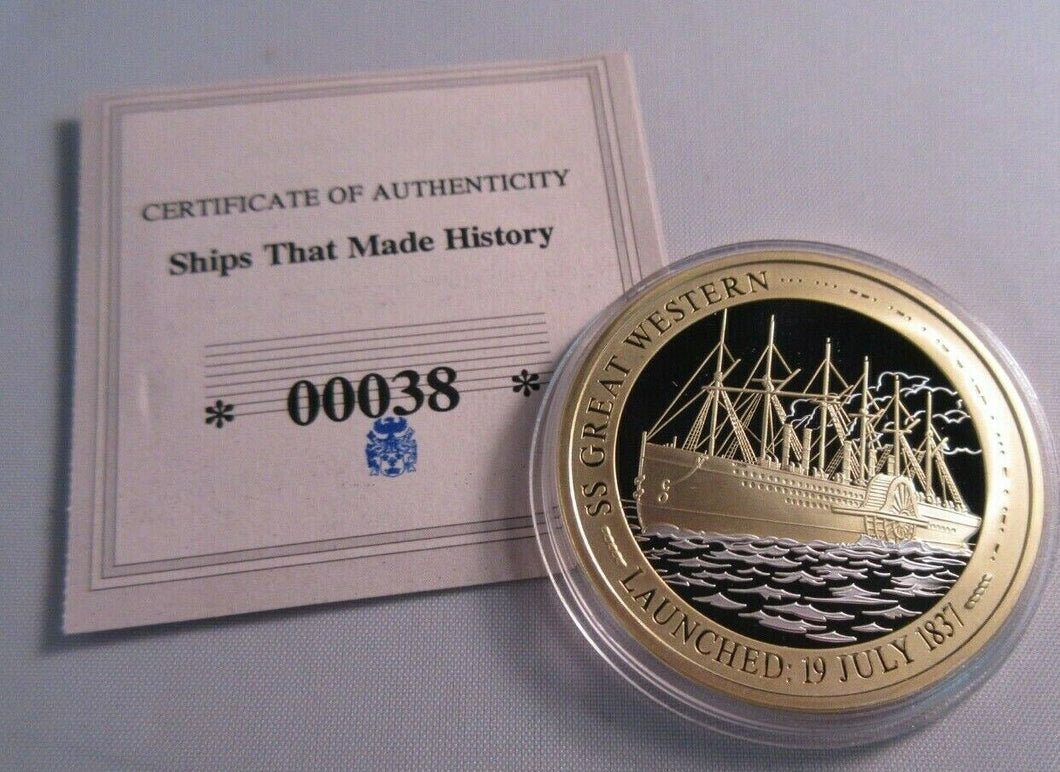 CERTIFICATE OF AUTHENTICITY
Ships That Made History
* 00038 *
SS GREAT WESTERN
LAUNCHED: 19 JULY 1837